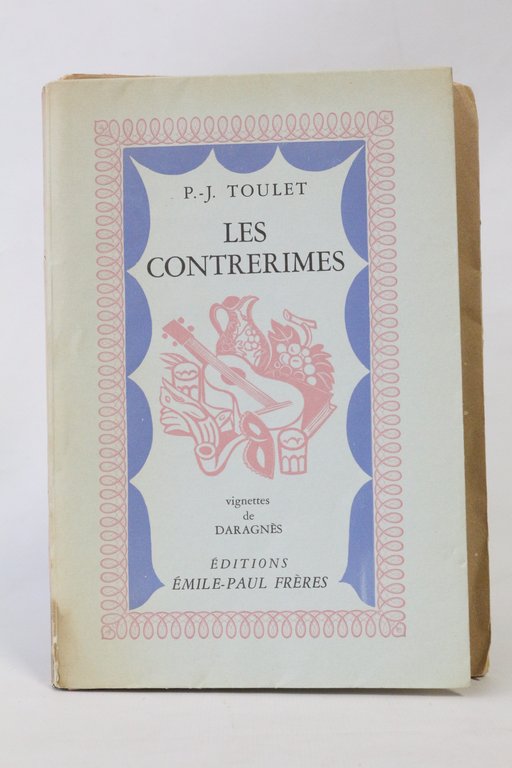 P.-J. TOULET
LES
CONTRERIMES
vignettes
de
DARAGNÈS
ÉDITIONS
ÉMILE-PAUL FRÈRES